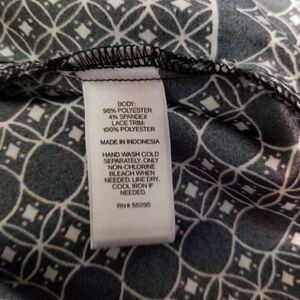 BODY:
96% POLYESTER
4% SPANDEX
LACE TRIM:
100% POLYESTER
MADE IN INDONESIA
HAND WASH COLD
SEPARATELY. ONLY
NON-CHLORINE
BLEACH WHEN
NEEDED. LINE DRY.
COOL IRON IF
NEEDED.
RN# 55285